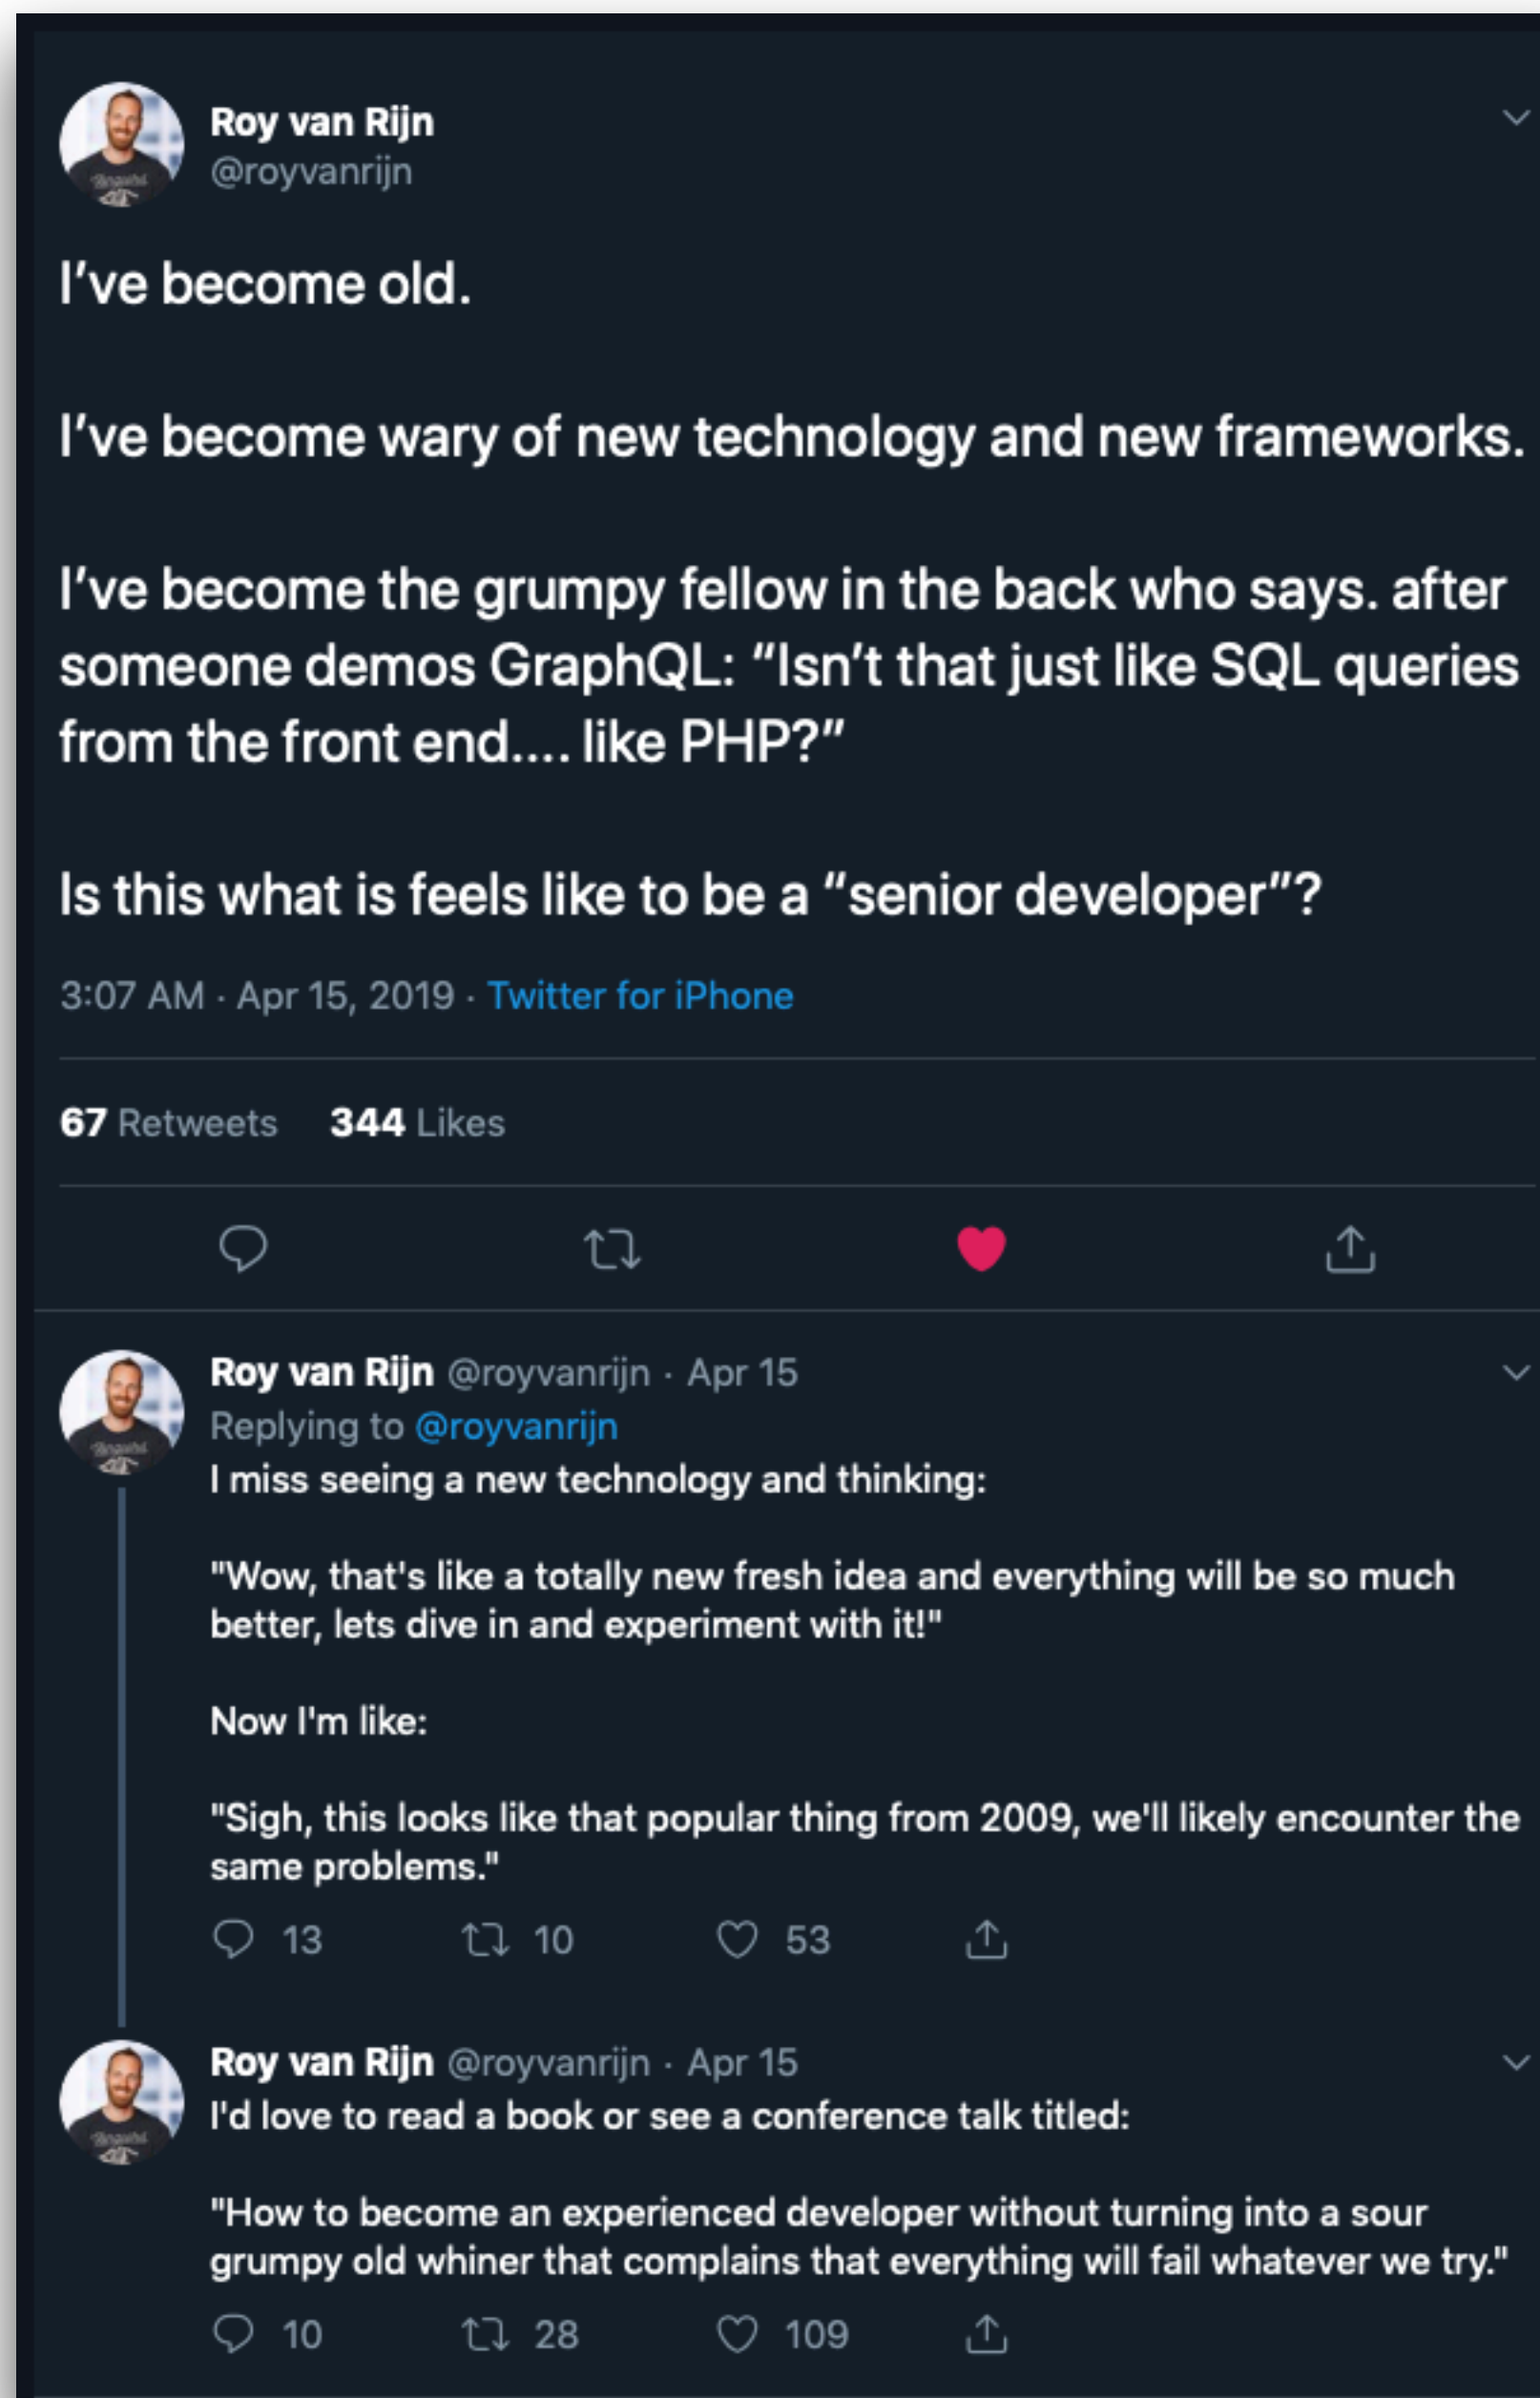 Roy van Rijn
@royvanrijn
I’ve become old.
I’ve become wary of new technology and new frameworks.
I’ve become the grumpy fellow in the back who says. after
someone demos GraphQL: “Isn’t that just like SQL queries
from the front end.... like PHP?”
Is this what is feels like to be a “senior developer”?
3:07 AM · Apr 15, 2019 · Twitter for iPhone
67 Retweets 344 Likes
Roy van Rijn @royvanrijn · Apr 15
Replying to @royvanrijn
I miss seeing a new technology and thinking:
"Wow, that's like a totally new fresh idea and everything will be so much
better, lets dive in and experiment with it!"
Now I'm like:
"Sigh, this looks like that popular thing from 2009, we'll likely encounter the
same problems."
13 10 53
Roy van Rijn @royvanrijn · Apr 15
I'd love to read a book or see a conference talk titled:
"How to become an experienced developer without turning into a sour
grumpy old whiner that complains that everything will fail whatever we try."
10 28 109